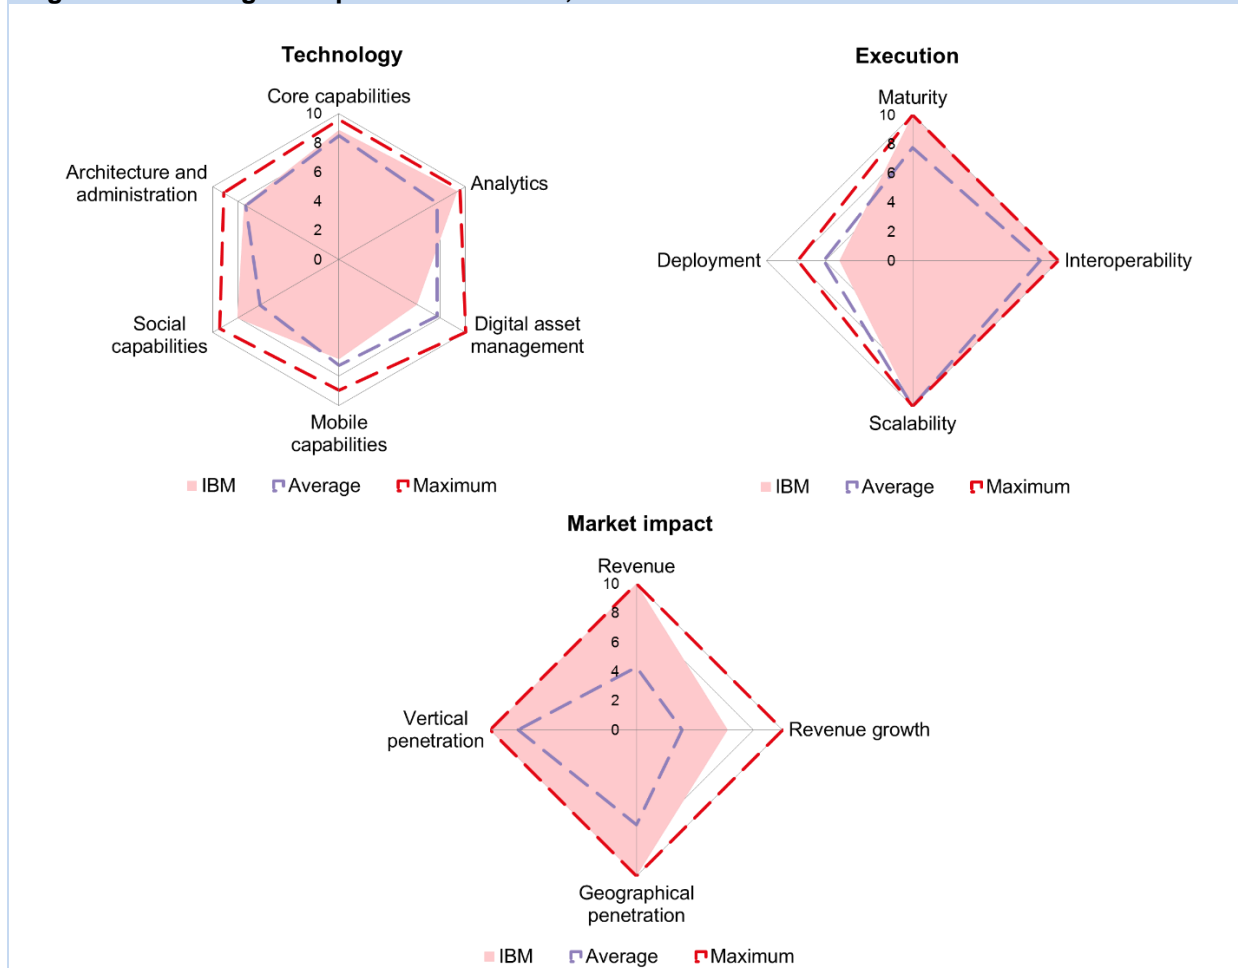 Technology
Core capabilities
10
8
6
4
2
0
Architecture and
administration
Analytics
Social
capabilities
Digital asset
management
Mobile
capabilities
IBM Average Maximum
Execution
Maturity
10
8
6
4
2
0
Deployment
Interoperability
Scalability
IBM Average Maximum
Market impact
Revenue
10
8
6
4
2
0
Vertical
penetration
Revenue growth
Geographical
penetration
IBM Average Maximum